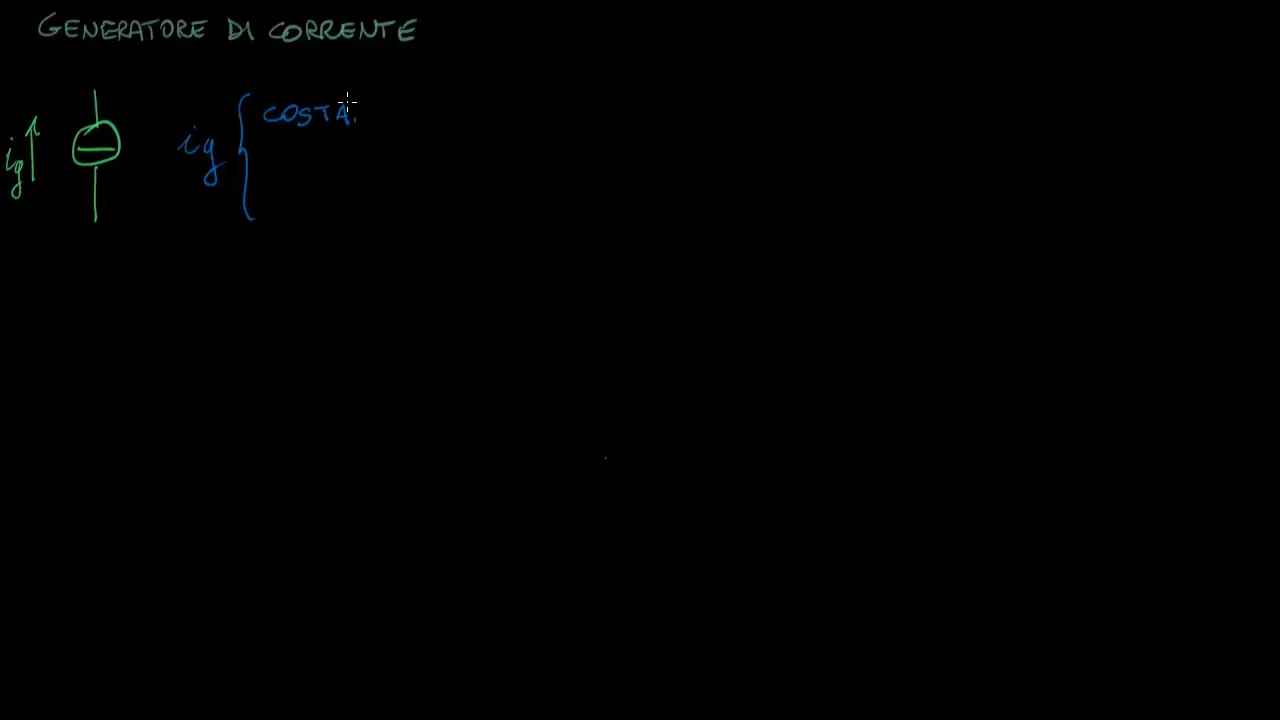 GENERATORE DI CORRENTE
ig
ig { COSTA